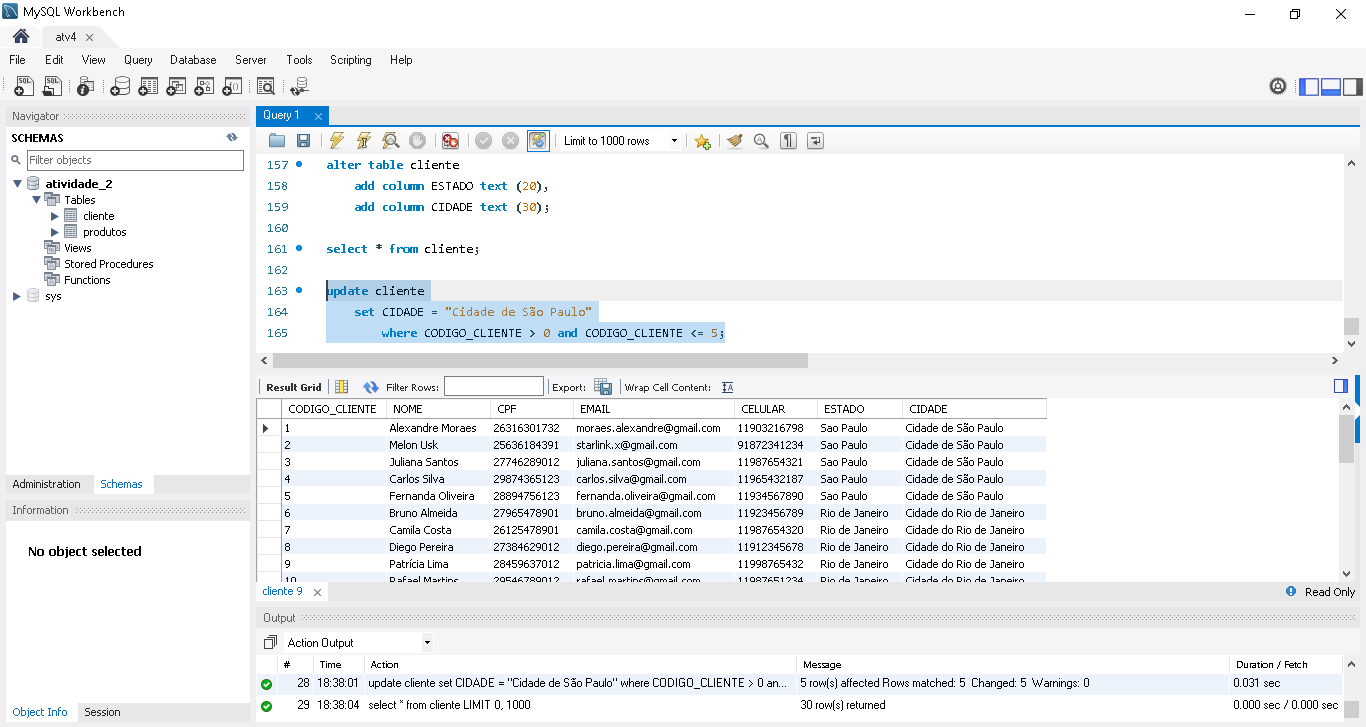 MySQL Workbench
atv4
File Edit View Query Database Server Tools Scripting Help
Navigator
SCHEMAS
Filter objects
atividade_2
Tables
cliente
produtos
Views
Stored Procedures
Functions
sys
Administration Schemas
Information
No object selected
Object Info Session
Query 1
Limit to 1000 rows
157 alter table cliente
158 add column ESTADO text (20),
159 add column CIDADE text (30);
160
161 select * from cliente;
162
163 update cliente
164 set CIDADE = "Cidade de São Paulo"
165 where CODIGO_CLIENTE > 0 and CODIGO_CLIENTE <= 5;
Result Grid Filter Rows: Export: Wrap Cell Content:
CODIGO_CLIENTE NOME CPF EMAIL CELULAR ESTADO CIDADE
1 Alexandre Moraes 26316301732 moraes.alexandre@gmail.com 11903216798 Sao Paulo Cidade de São Paulo
2 Melon Usk 25636184391 starlink.x@gmail.com 91872341234 Sao Paulo Cidade de São Paulo
3 Juliana Santos 27746289012 juliana.santos@gmail.com 11987654321 Sao Paulo Cidade de São Paulo
4 Carlos Silva 29874365123 carlos.silva@gmail.com 11965432187 Sao Paulo Cidade de São Paulo
5 Fernanda Oliveira 28894756123 fernanda.oliveira@gmail.com 11934567890 Sao Paulo Cidade de São Paulo
6 Bruno Almeida 27965478901 bruno.almeida@gmail.com 11923456789 Rio de Janeiro Cidade do Rio de Janeiro
7 Camila Costa 26125478901 camila.costa@gmail.com 11987654320 Rio de Janeiro Cidade do Rio de Janeiro
8 Diego Pereira 27384629012 diego.pereira@gmail.com 11912345678 Rio de Janeiro Cidade do Rio de Janeiro
9 Patrícia Lima 28459637012 patricia.lima@gmail.com 11998765432 Rio de Janeiro Cidade do Rio de Janeiro
10 Rafael Martins 29546789012 rafael.martins@gmail.com 11987651234 Rio de Janeiro Cidade do Rio de Janeiro
cliente 9
Read Only
Output
Action Output
# Time Action Message Duration / Fetch
28 18:38:01 update cliente set CIDADE = "Cidade de São Paulo" where CODIGO_CLIENTE > 0 an... 5 row(s) affected Rows matched: 5 Changed: 5 Warnings: 0 0.031 sec
29 18:38:04 select * from cliente LIMIT 0, 1000 30 row(s) returned 0.000 sec / 0.000 sec